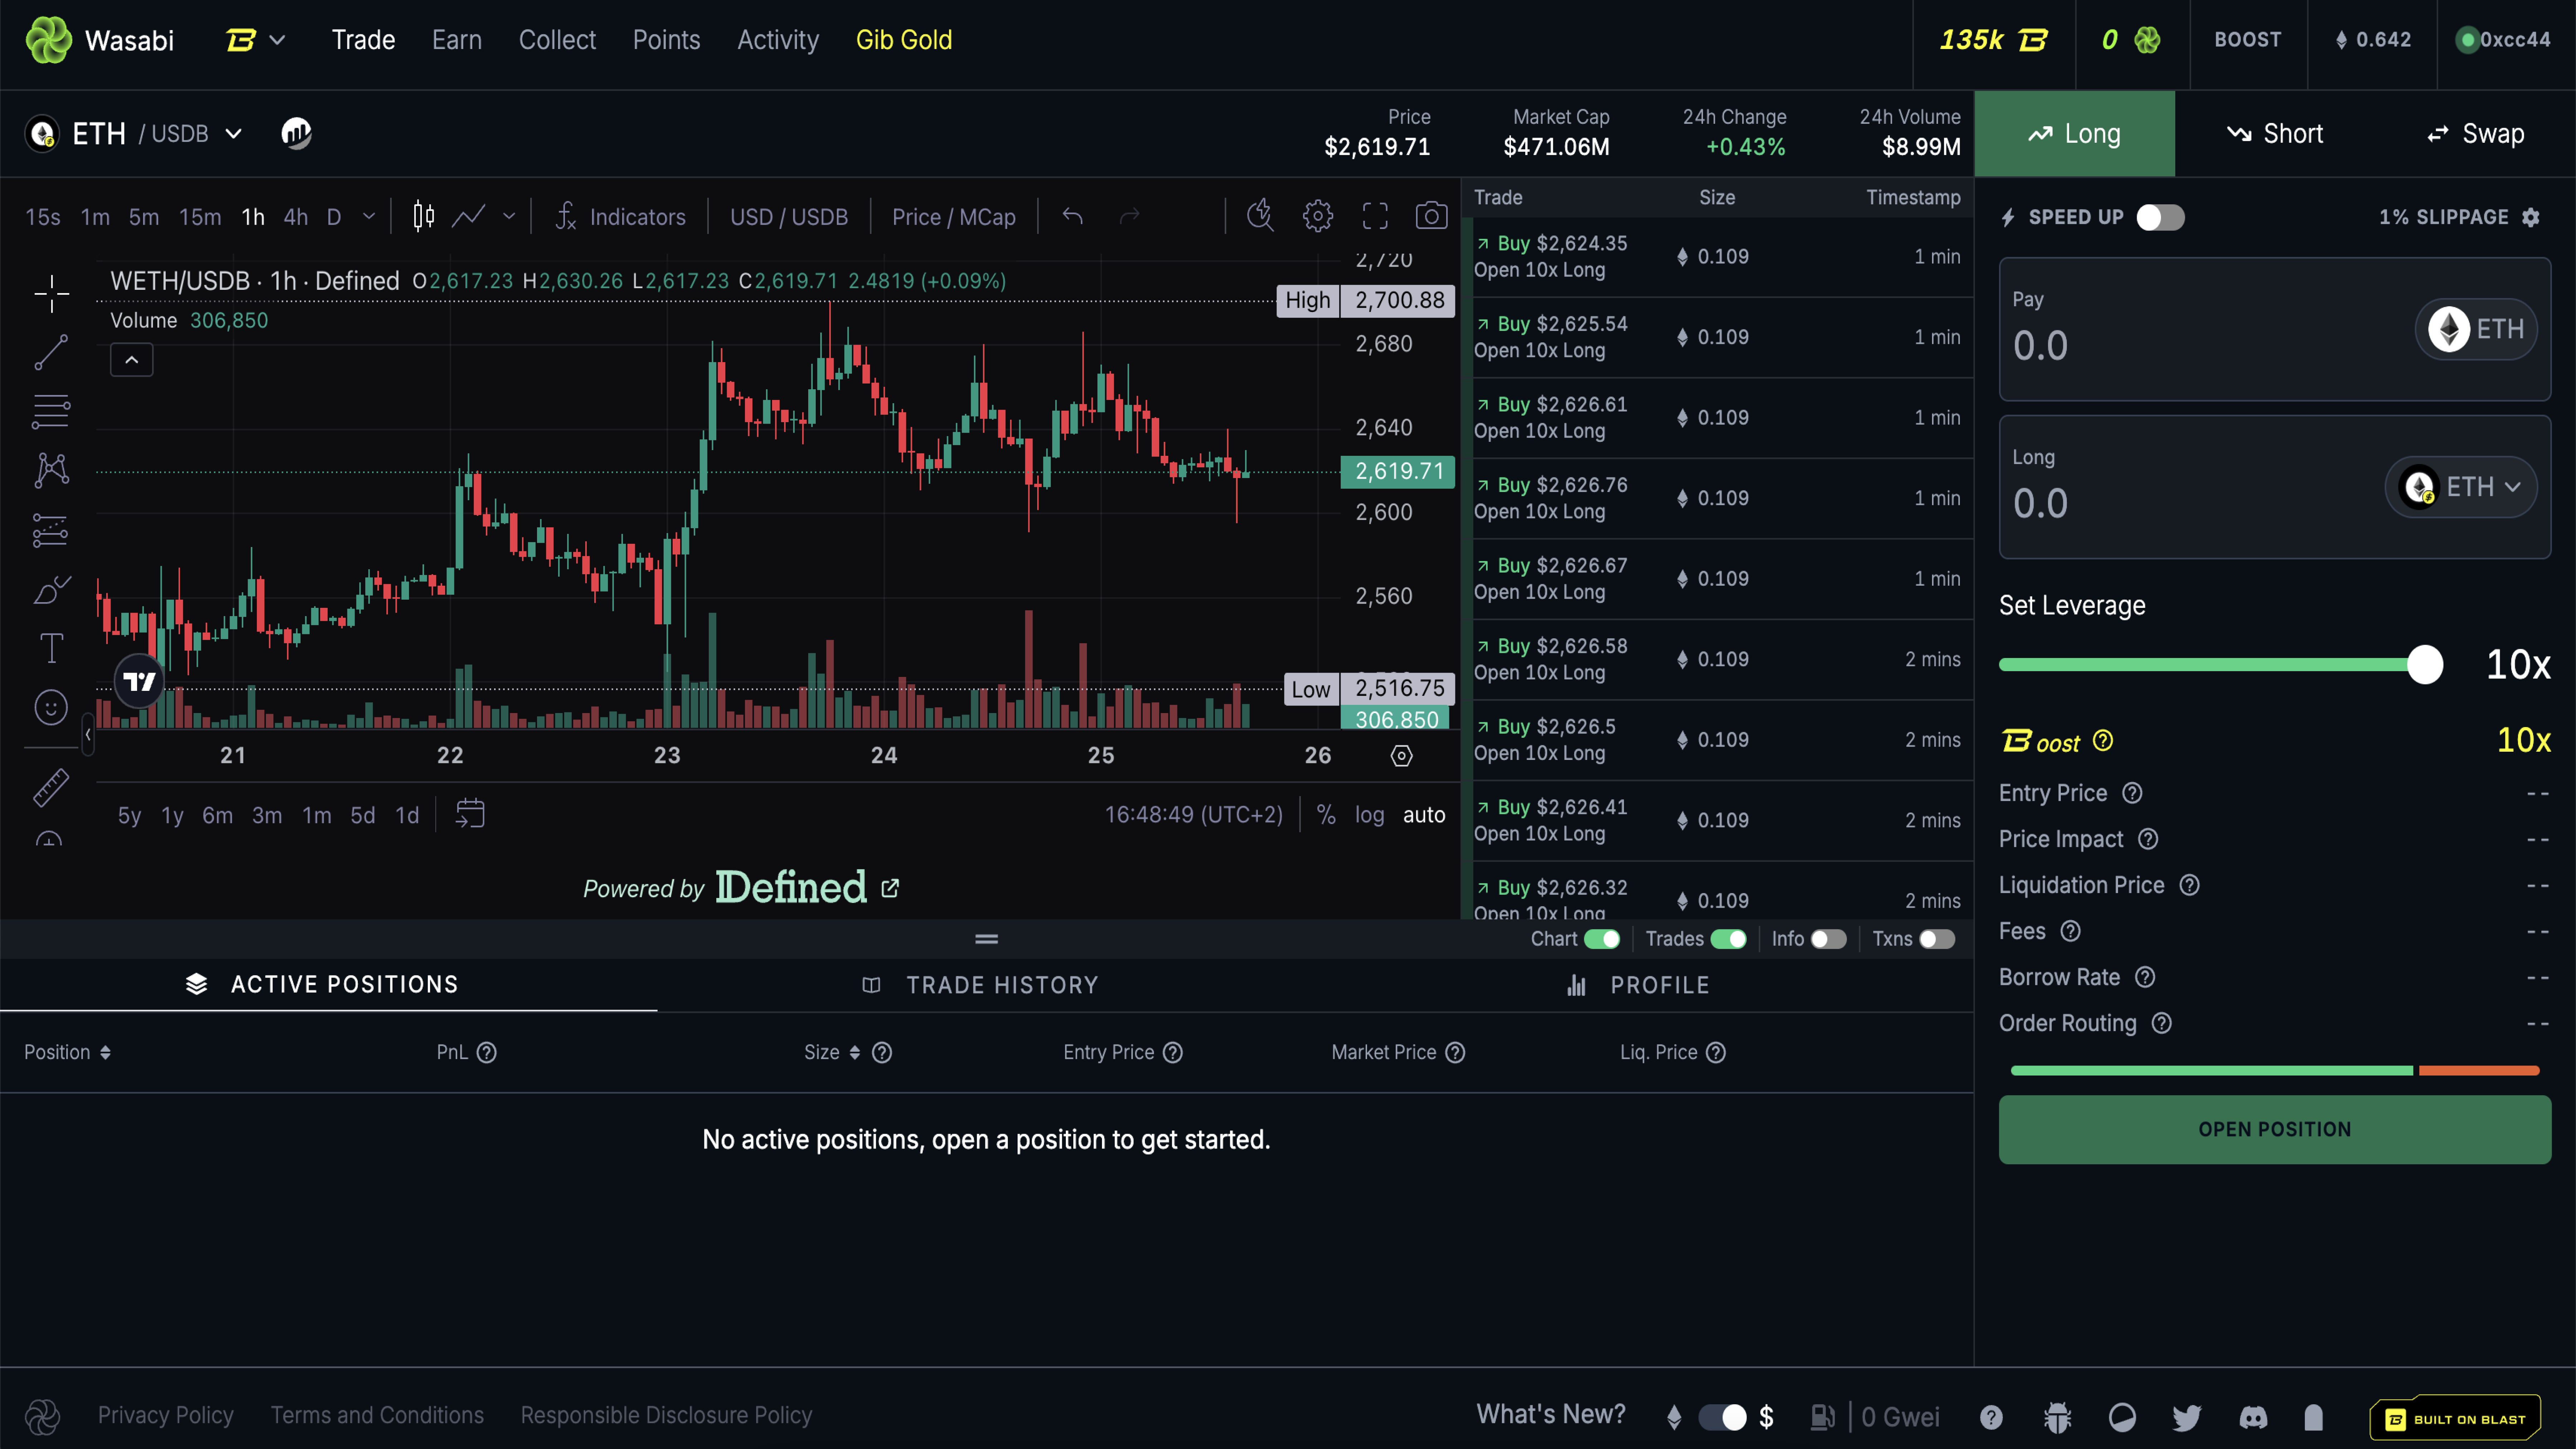 Wasabi
Trade Earn Collect Points Activity Gib Gold
135k
0
BOOST
0.642
0xcc44
ETH / USDB
Price
$2,619.71
Market Cap
$471.06M
24h Change
+0.43%
24h Volume
$8.99M
Long
Short
Swap
15s 1m 5m 15m 1h 4h D
Indicators
USD / USDB
Price / MCap
WETH/USDB · 1h · Defined O2,617.23 H2,630.26 L2,617.23 C2,619.71 2.4819 (+0.09%)
Volume 306,850
2,720
High 2,700.88
2,680
2,640
2,619.71
2,600
2,560
Low 2,516.75
306.850
21 22 23 24 25 26
5y 1y 6m 3m 1m 5d 1d
16:48:49 (UTC+2) % log auto
Powered by Defined
Trade Size Timestamp
Buy $2,624.35
Open 10x Long
0.109 1 min
Buy $2,625.54
Open 10x Long
0.109 1 min
Buy $2,626.61
Open 10x Long
0.109 1 min
Buy $2,626.76
Open 10x Long
0.109 1 min
Buy $2,626.67
Open 10x Long
0.109 1 min
Buy $2,626.58
Open 10x Long
0.109 2 mins
Buy $2,626.5
Open 10x Long
0.109 2 mins
Buy $2,626.41
Open 10x Long
0.109 2 mins
Buy $2,626.32
Open 10x Long
0.109 2 mins
Chart Trades Info Txns
SPEED UP
1% SLIPPAGE
Pay
0.0
ETH
Long
0.0
ETH
Set Leverage
10x
Boost 10x
Entry Price --
Price Impact --
Liquidation Price --
Fees --
Borrow Rate --
Order Routing --
OPEN POSITION
ACTIVE POSITIONS
TRADE HISTORY
PROFILE
Position PnL Size Entry Price Market Price Liq. Price
No active positions, open a position to get started.
Privacy Policy Terms and Conditions Responsible Disclosure Policy
What's New?
$
0 Gwei
BUILT ON BLAST